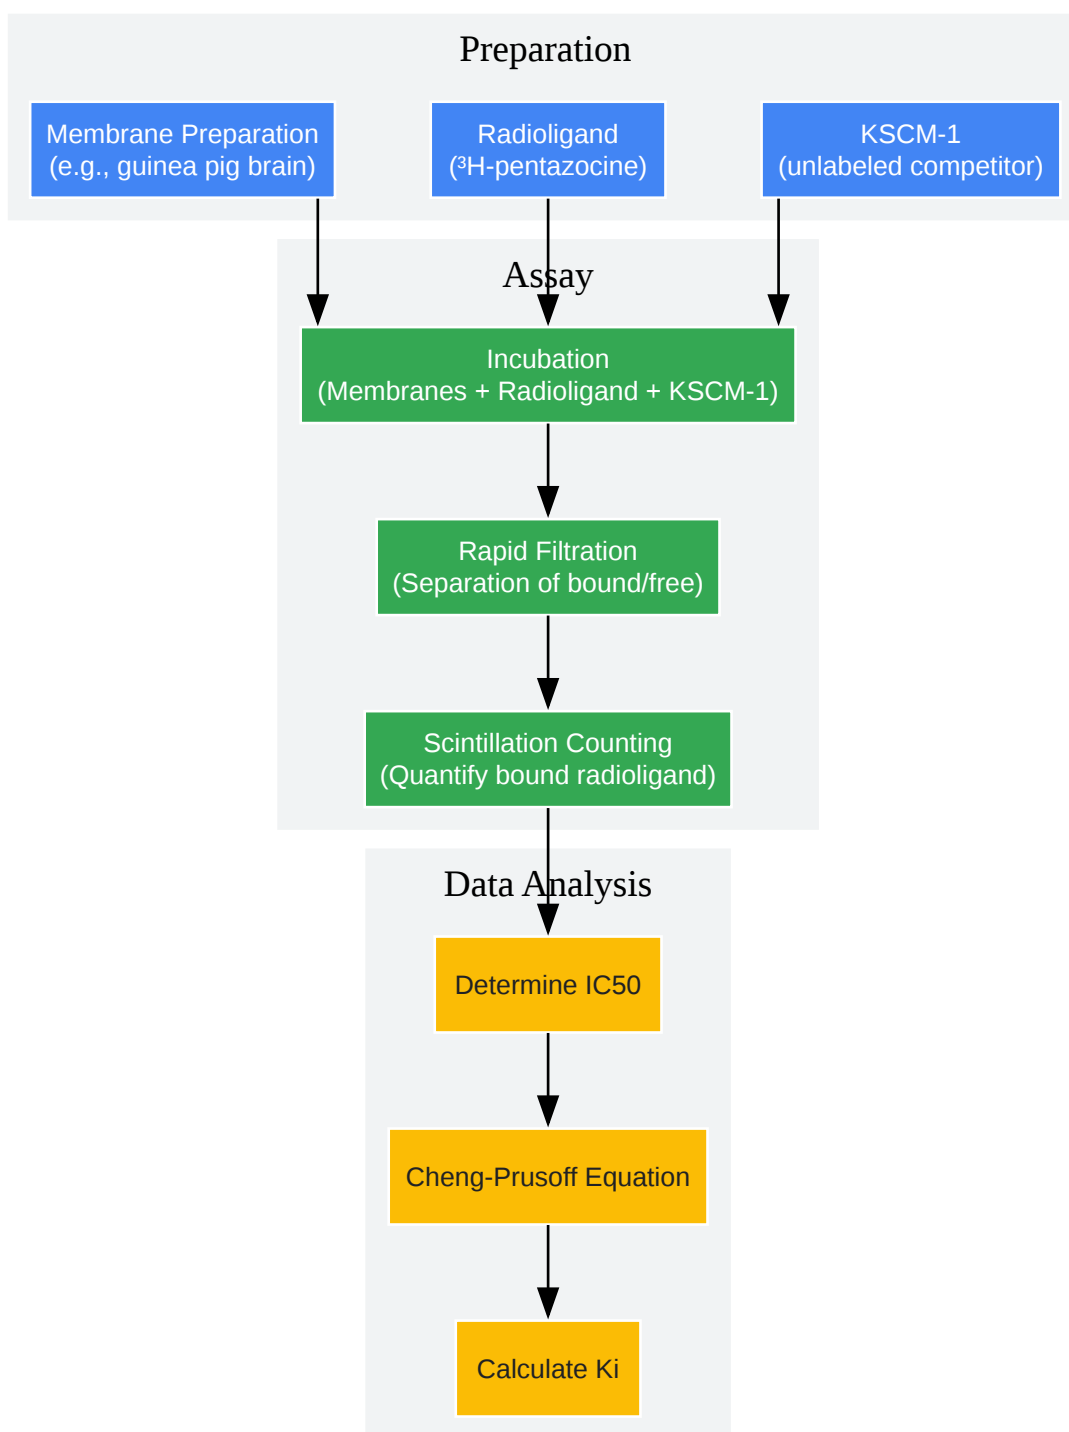 Preparation
Membrane Preparation
(e.g., guinea pig brain)
Radioligand
(³H-pentazocine)
KSCM-1
(unlabeled competitor)
Assay
Incubation
(Membranes + Radioligand + KSCM-1)
Rapid Filtration
(Separation of bound/free)
Scintillation Counting
(Quantify bound radioligand)
Data Analysis
Determine IC50
Cheng-Prusoff Equation
Calculate Ki